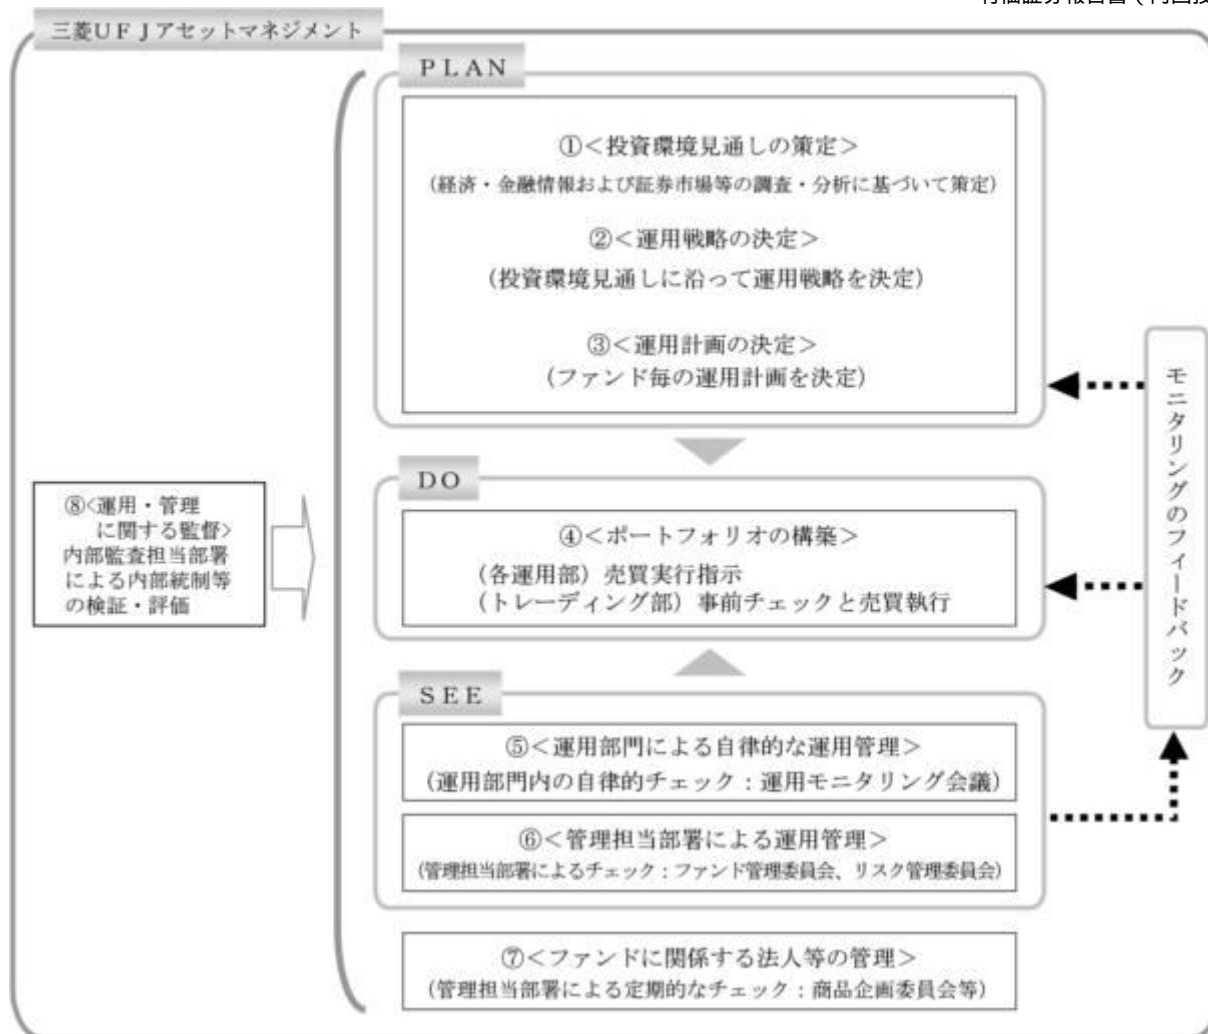 三菱UFJアセットマネジメント
PLAN
①<投資環境見通しの策定>
(経済・金融情報および証券市場等の調査・分析に基づいて策定)
②<運用戦略の決定>
(投資環境見通しに沿って運用戦略を決定)
③<運用計画の決定>
(ファンド毎の運用計画を決定)
DO
④<ポートフォリオの構築>
(各運用部) 売買実行指示
(トレーディング部) 事前チェックと売買執行
SEE
⑤<運用部門による自律的な運用管理>
(運用部門内の自律的チェック:運用モニタリング会議)
⑥<管理担当部署による運用管理>
(管理担当部署によるチェック:ファンド管理委員会、リスク管理委員会)
⑦<ファンドに関係する法人等の管理>
(管理担当部署による定期的なチェック:商品企画委員会等)
⑧<運用・管理
に関する監督>
内部監査担当部署
による内部統制等
の検証・評価
モニタリングのフィードバック